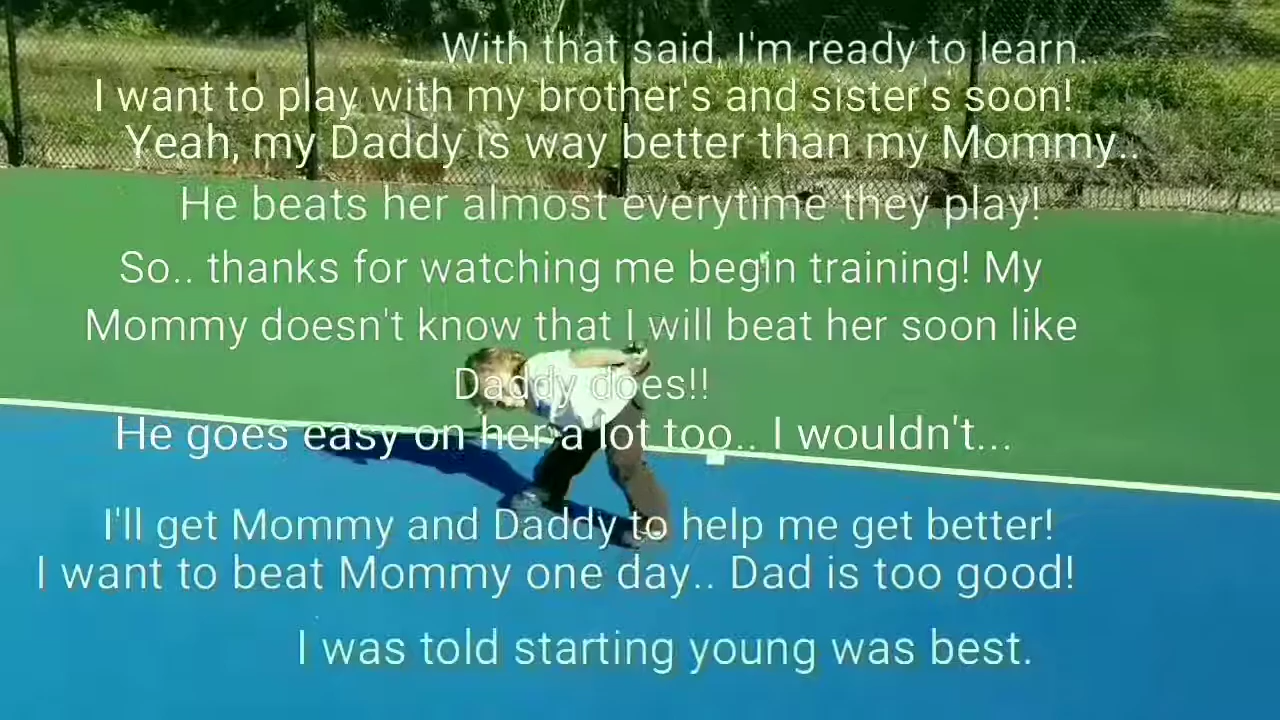 With that said, I'm ready to learn..
I want to play with my brother's and sister's soon!
Yeah, my Daddy is way better than my Mommy..
He beats her almost everytime they play!
So.. thanks for watching me begin training! My
Mommy doesn't know that I will beat her soon like
Daddy does!!
He goes easy on her a lot too.. I wouldn't...
I'll get Mommy and Daddy to help me get better!
I want to beat Mommy one day.. Dad is too good!
I was told starting young was best.